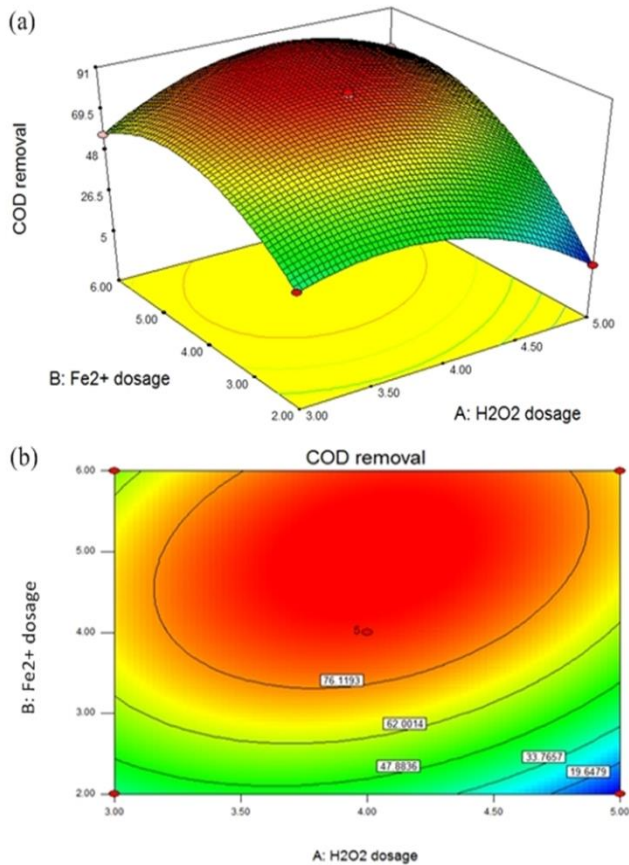 (a)
91
69.5
48
26.5
5
COD removal
6.00
5.00
4.00
3.00
2.00
B: Fe2+ dosage
5.00
4.50
4.00
3.50
3.00
A: H2O2 dosage
(b)
COD removal
6.00
5.00
4.00
3.00
2.00
B: Fe2+ dosage
5
76.1193
62.0014
47.8836
33.7657
19.6479
3.00 3.50 4.00 4.50 5.00
A: H2O2 dosage